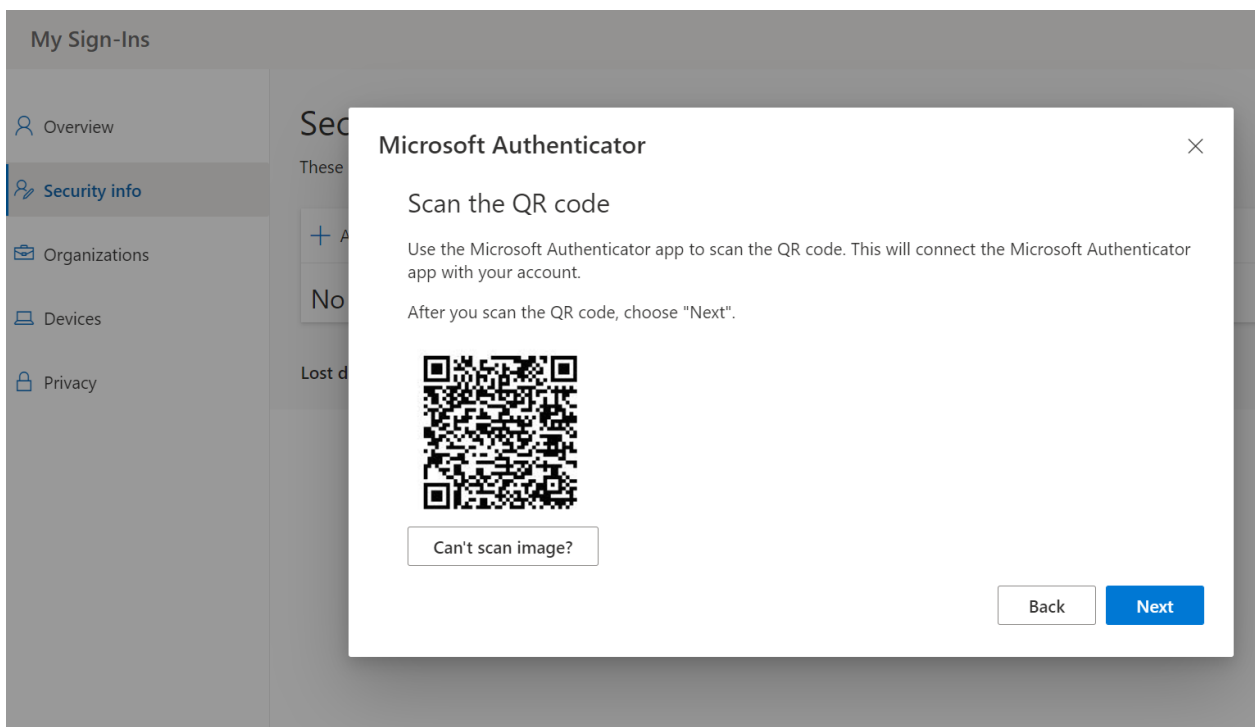 My Sign-Ins
Overview
Security info
Organizations
Devices
Privacy
These
No
Lost d
Microsoft Authenticator
Scan the QR code
Use the Microsoft Authenticator app to scan the QR code. This will connect the Microsoft Authenticator
app with your account.
After you scan the QR code, choose "Next".
Can't scan image?
Back
Next